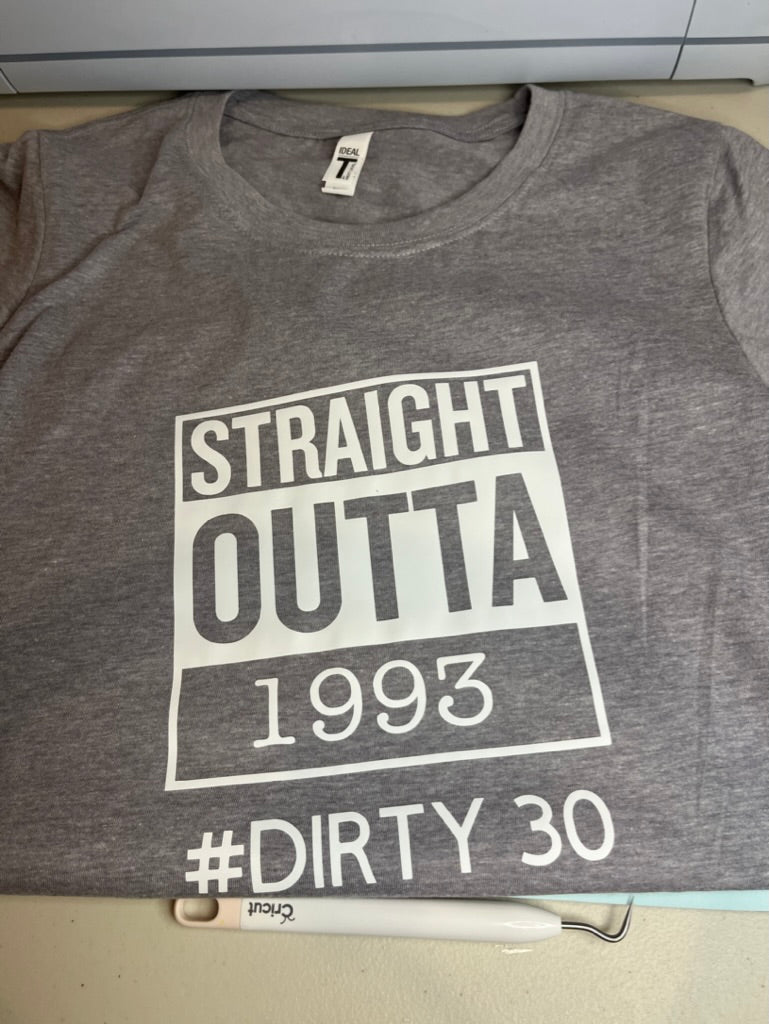 IDEAL
T
STRAIGHT
OUTTA
1993
#DIRTY 30
Cricut